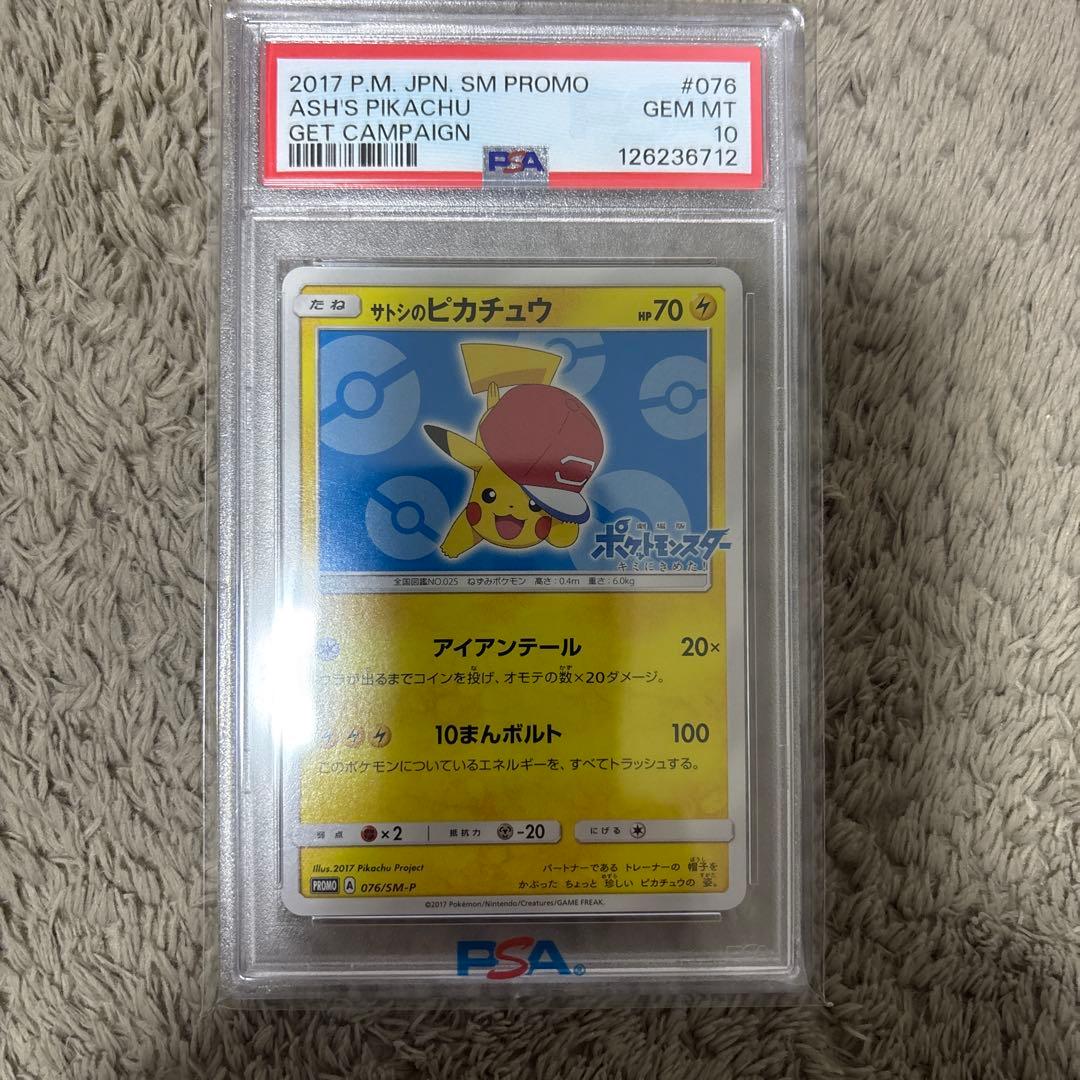 2017 P.M. JPN. SM PROMO #076
ASH'S PIKACHU GEM MT
GET CAMPAIGN 10
PSA 126236712
たね サトシのピカチュウ HP70
劇場版
ポケットモンスター
キミにきめた!
全国図鑑NO.025 ねずみポケモン 高さ:0.4m 重さ:6.0kg
アイアンテール 20×
ウラが出るまでコインを投げ、オモテの数×20ダメージ。
10まんボルト 100
このポケモンについているエネルギーを、すべてトラッシュする。
弱点 ×2 抵抗力 -20 にげる
Illus.2017 Pikachu Project
パートナーである トレーナーの 帽子を
かぶった ちょっと 珍しい ピカチュウの 姿。
PROMO A 076/SM-P
©2017 Pokémon/Nintendo/Creatures/GAME FREAK.
PSA®